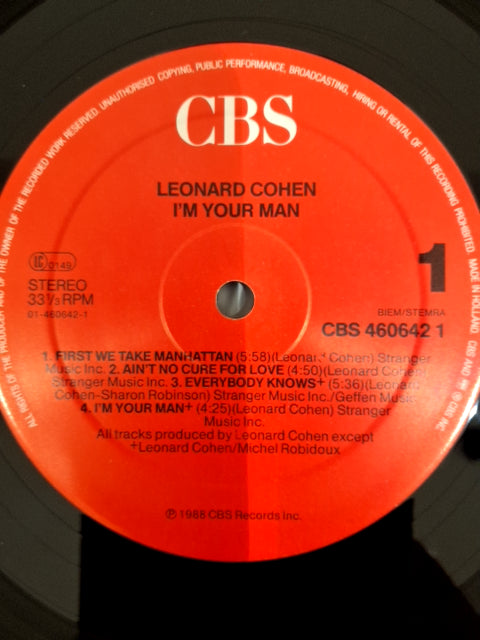 ALL RIGHTS OF THE PRODUCER AND OF THE OWNER OF THE RECORDED WORK RESERVED. UNAUTHORISED COPYING, PUBLIC PERFORMANCE, BROADCASTING, HIRING OR RENTAL OF THIS RECORDING PROHIBITED. MADE IN HOLLAND.
CBS
LEONARD COHEN
I'M YOUR MAN
1
LC 0149
STEREO
33⅓ RPM
01-460642-1
BIEM/STEMRA
CBS 460642 1
1. FIRST WE TAKE MANHATTAN (5:58)(Leonard Cohen) Stranger
Music Inc. 2. AIN'T NO CURE FOR LOVE (4:50)(Leonard Cohen)
Stranger Music Inc. 3. EVERYBODY KNOWS+ (5:36)(Leonard
Cohen-Sharon Robinson) Stranger Music Inc./Geffen Music
4. I'M YOUR MAN+ (4:25)(Leonard Cohen) Stranger
Music Inc.
All tracks produced by Leonard Cohen except
+Leonard Cohen/Michel Robidoux
℗ 1988 CBS Records Inc.